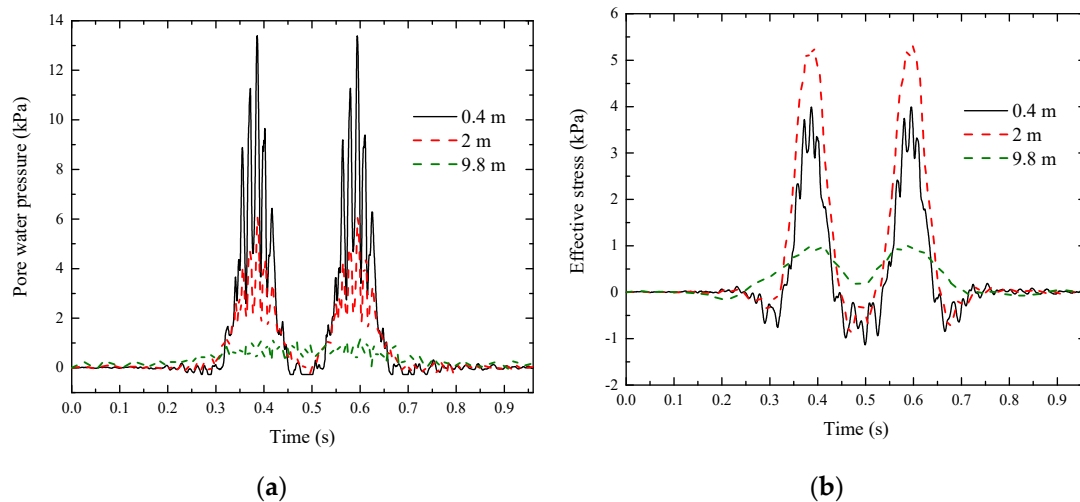 14
12
10
8
6
4
2
0
Pore water pressure (kPa)
0.4 m
2 m
9.8 m
0.0 0.1 0.2 0.3 0.4 0.5 0.6 0.7 0.8 0.9
Time (s)
(a)
6
5
4
3
2
1
0
-1
-2
Effective stress (kPa)
0.4 m
2 m
9.8 m
0.0 0.1 0.2 0.3 0.4 0.5 0.6 0.7 0.8 0.9
Time (s)
(b)